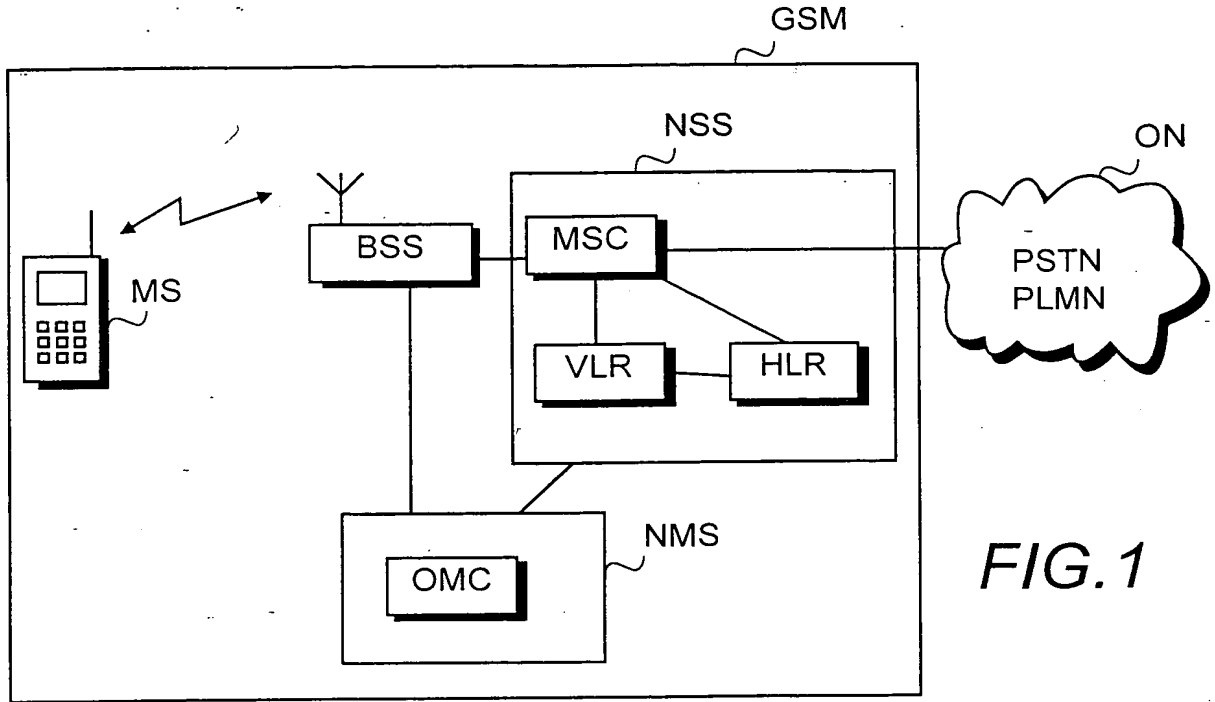 GSM
NSS
ON
BSS
MSC
PSTN
PLMN
MS
VLR
HLR
NMS
OMC
FIG.1